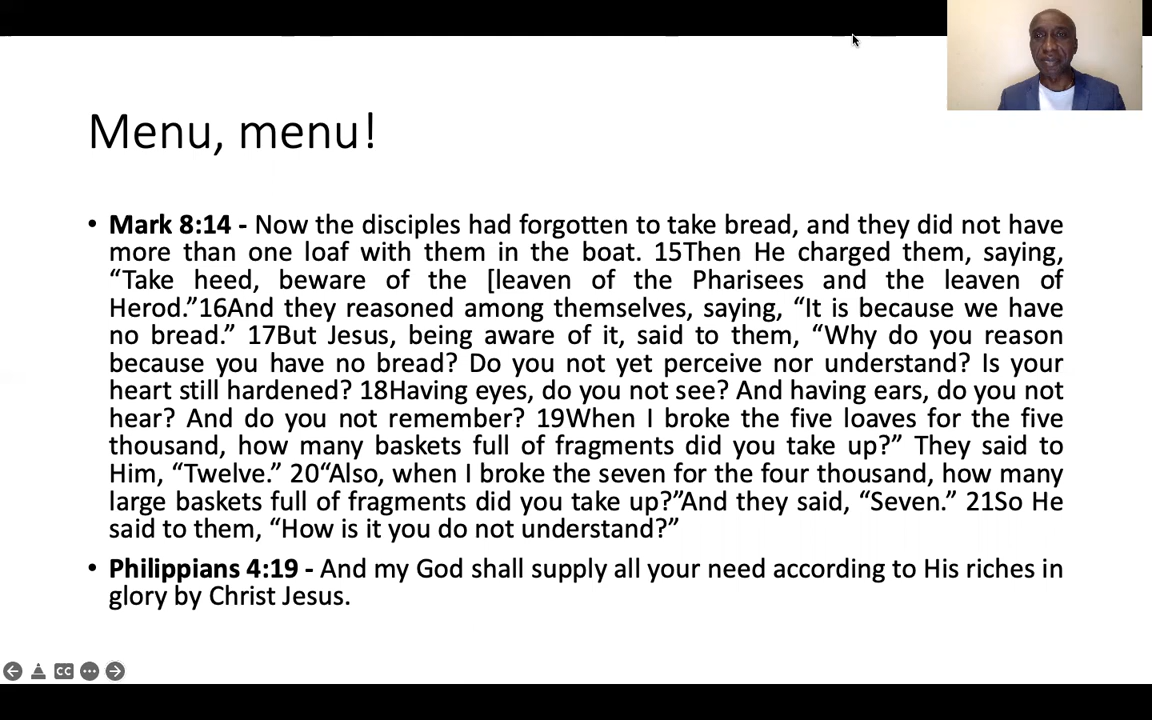 Menu, menu!
• Mark 8:14 - Now the disciples had forgotten to take bread, and they did not have
more than one loaf with them in the boat. 15Then He charged them, saying,
“Take heed, beware of the [leaven of the Pharisees and the leaven of
Herod.”16And they reasoned among themselves, saying, “It is because we have
no bread.” 17But Jesus, being aware of it, said to them, “Why do you reason
because you have no bread? Do you not yet perceive nor understand? Is your
heart still hardened? 18Having eyes, do you not see? And having ears, do you not
hear? And do you not remember? 19When I broke the five loaves for the five
thousand, how many baskets full of fragments did you take up?” They said to
Him, “Twelve.” 20“Also, when I broke the seven for the four thousand, how many
large baskets full of fragments did you take up?”And they said, “Seven.” 21So He
said to them, “How is it you do not understand?”
• Philippians 4:19 - And my God shall supply all your need according to His riches in
glory by Christ Jesus.
CC